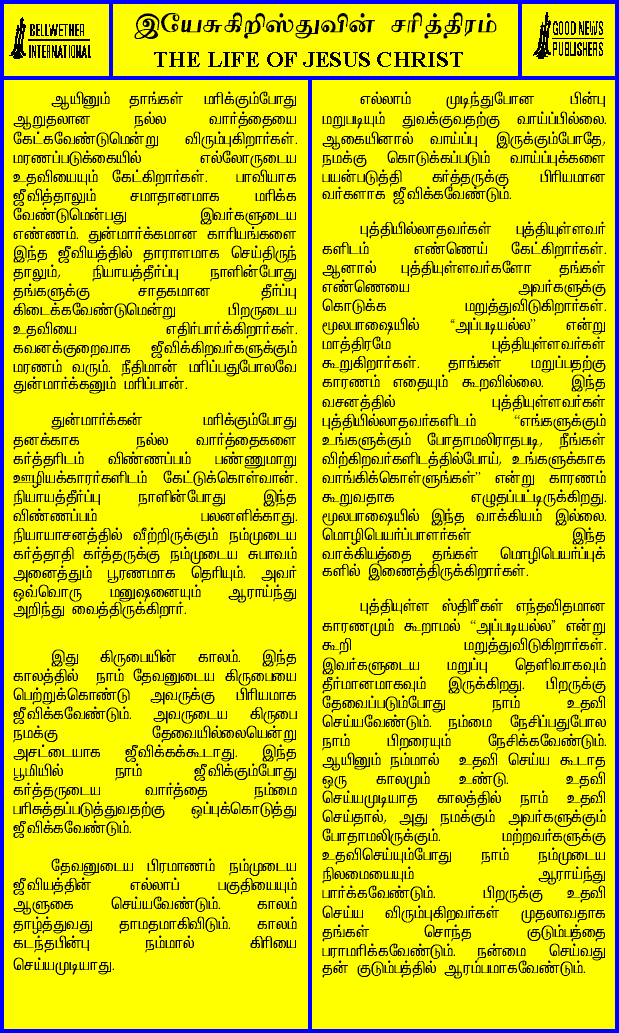 BELLWETHER
INTERNATIONAL
இயேசுகிறிஸ்துவின் சரித்திரம்
THE LIFE OF JESUS CHRIST
GOOD NEWS
PUBLISHERS
ஆயினும் தாங்கள் மரிக்கும்போது
ஆறுதலான நல்ல வார்த்தையை
கேட்கவேண்டுமென்று விரும்புகிறார்கள்.
மரணப்படுக்கையில் எல்லோருடைய
உதவியையும் கேட்கிறார்கள். பாவியாக
ஜீவித்தாலும் சமாதானமாக மரிக்க
வேண்டுமென்பது இவர்களுடைய
எண்ணம். துன்மார்க்கமான காரியங்களை
இந்த ஜீவியத்தில் தாராளமாக செய்திருந்
தாலும், நியாயத்தீர்ப்பு நாளின்போது
தங்களுக்கு சாதகமான தீர்ப்பு
கிடைக்கவேண்டுமென்று பிறருடைய
உதவியை எதிர்பார்க்கிறார்கள்.
கவனக்குறைவாக ஜீவிக்கிறவர்களுக்கும்
மரணம் வரும். நீதிமான் மரிப்பதுபோலவே
துன்மார்க்கனும் மரிப்பான்.
துன்மார்க்கன் மரிக்கும்போது
தனக்காக நல்ல வார்த்தைகளை
கர்த்தரிடம் விண்ணப்பம் பண்ணுமாறு
ஊழியக்காரர்களிடம் கேட்டுக்கொள்வான்.
நியாயத்தீர்ப்பு நாளின்போது இந்த
விண்ணப்பம் பலனளிக்காது.
நியாயாசனத்தில் வீற்றிருக்கும் நம்முடைய
கர்த்தாதி கர்த்தருக்கு நம்முடைய சுபாவம்
அனைத்தும் பூரணமாக தெரியும். அவர்
ஒவ்வொரு மனுஷனையும் ஆராய்ந்து
அறிந்து வைத்திருக்கிறார்.
இது கிருபையின் காலம். இந்த
காலத்தில் நாம் தேவனுடைய கிருபையை
பெற்றுக்கொண்டு அவருக்கு பிரியமாக
ஜீவிக்கவேண்டும். அவருடைய கிருபை
நமக்கு தேவையில்லையென்று
அசட்டையாக ஜீவிக்கக்கூடாது. இந்த
பூமியில் நாம் ஜீவிக்கும்போது
கர்த்தருடைய வார்த்தை நம்மை
பரிசுத்தப்படுத்துவதற்கு ஒப்புக்கொடுத்து
ஜீவிக்கவேண்டும்.
தேவனுடைய பிரமாணம் நம்முடைய
ஜீவியத்தின் எல்லாப் பகுதியையும்
ஆளுகை செய்யவேண்டும். காலம்
தாழ்த்துவது தாமதமாகிவிடும். காலம்
கடந்தபின்பு நம்மால் கிரியை
செய்யமுடியாது.
எல்லாம் முடிந்துபோன பின்பு
மறுபடியும் துவக்குவதற்கு வாய்ப்பில்லை.
ஆகையினால் வாய்ப்பு இருக்கும்போதே,
நமக்கு கொடுக்கப்படும் வாய்ப்புக்களை
பயன்படுத்தி கர்த்தருக்கு பிரியமான
வர்களாக ஜீவிக்கவேண்டும்.
புத்தியில்லாதவர்கள் புத்தியுள்ளவர்
களிடம் எண்ணெய் கேட்கிறார்கள்.
ஆனால் புத்தியுள்ளவர்களோ தங்கள்
எண்ணெயை அவர்களுக்கு
கொடுக்க மறுத்துவிடுகிறார்கள்.
மூலபாஷையில் “அப்படியல்ல” என்று
மாத்திரமே புத்தியுள்ளவர்கள்
கூறுகிறார்கள். தாங்கள் மறுப்பதற்கு
காரணம் எதையும் கூறவில்லை. இந்த
வசனத்தில் புத்தியுள்ளவர்கள்
புத்தியில்லாதவர்களிடம் “எங்களுக்கும்
உங்களுக்கும் போதாமலிராதபடி, நீங்கள்
விற்கிறவர்களிடத்தில்போய், உங்களுக்காக
வாங்கிக்கொள்ளுங்கள்” என்று காரணம்
கூறுவதாக எழுதப்பட்டிருக்கிறது.
மூலபாஷையில் இந்த வாக்கியம் இல்லை.
மொழிபெயர்ப்பாளர்கள் இந்த
வாக்கியத்தை தங்கள் மொழிபெயர்ப்புக்
களில் இணைத்திருக்கிறார்கள்.
புத்தியுள்ள ஸ்திரீகள் எந்தவிதமான
காரணமும் கூறாமல் “அப்படியல்ல” என்று
கூறி மறுத்துவிடுகிறார்கள்.
இவர்களுடைய மறுப்பு தெளிவாகவும்
தீர்மானமாகவும் இருக்கிறது. பிறருக்கு
தேவைப்படும்போது நாம் உதவி
செய்யவேண்டும். நம்மை நேசிப்பதுபோல
நாம் பிறரையும் நேசிக்கவேண்டும்.
ஆயினும் நம்மால் உதவி செய்ய கூடாத
ஒரு காலமும் உண்டு. உதவி
செய்யமுடியாத காலத்தில் நாம் உதவி
செய்தால், அது நமக்கும் அவர்களுக்கும்
போதாமலிருக்கும். மற்றவர்களுக்கு
உதவிசெய்யும்போது நாம் நம்முடைய
நிலமையையும் ஆராய்ந்து
பார்க்கவேண்டும். பிறருக்கு உதவி
செய்ய விரும்புகிறவர்கள் முதலாவதாக
தங்கள் சொந்த குடும்பத்தை
பராமரிக்கவேண்டும். நன்மை செய்வது
தன் குடும்பத்தில் ஆரம்பமாகவேண்டும்.